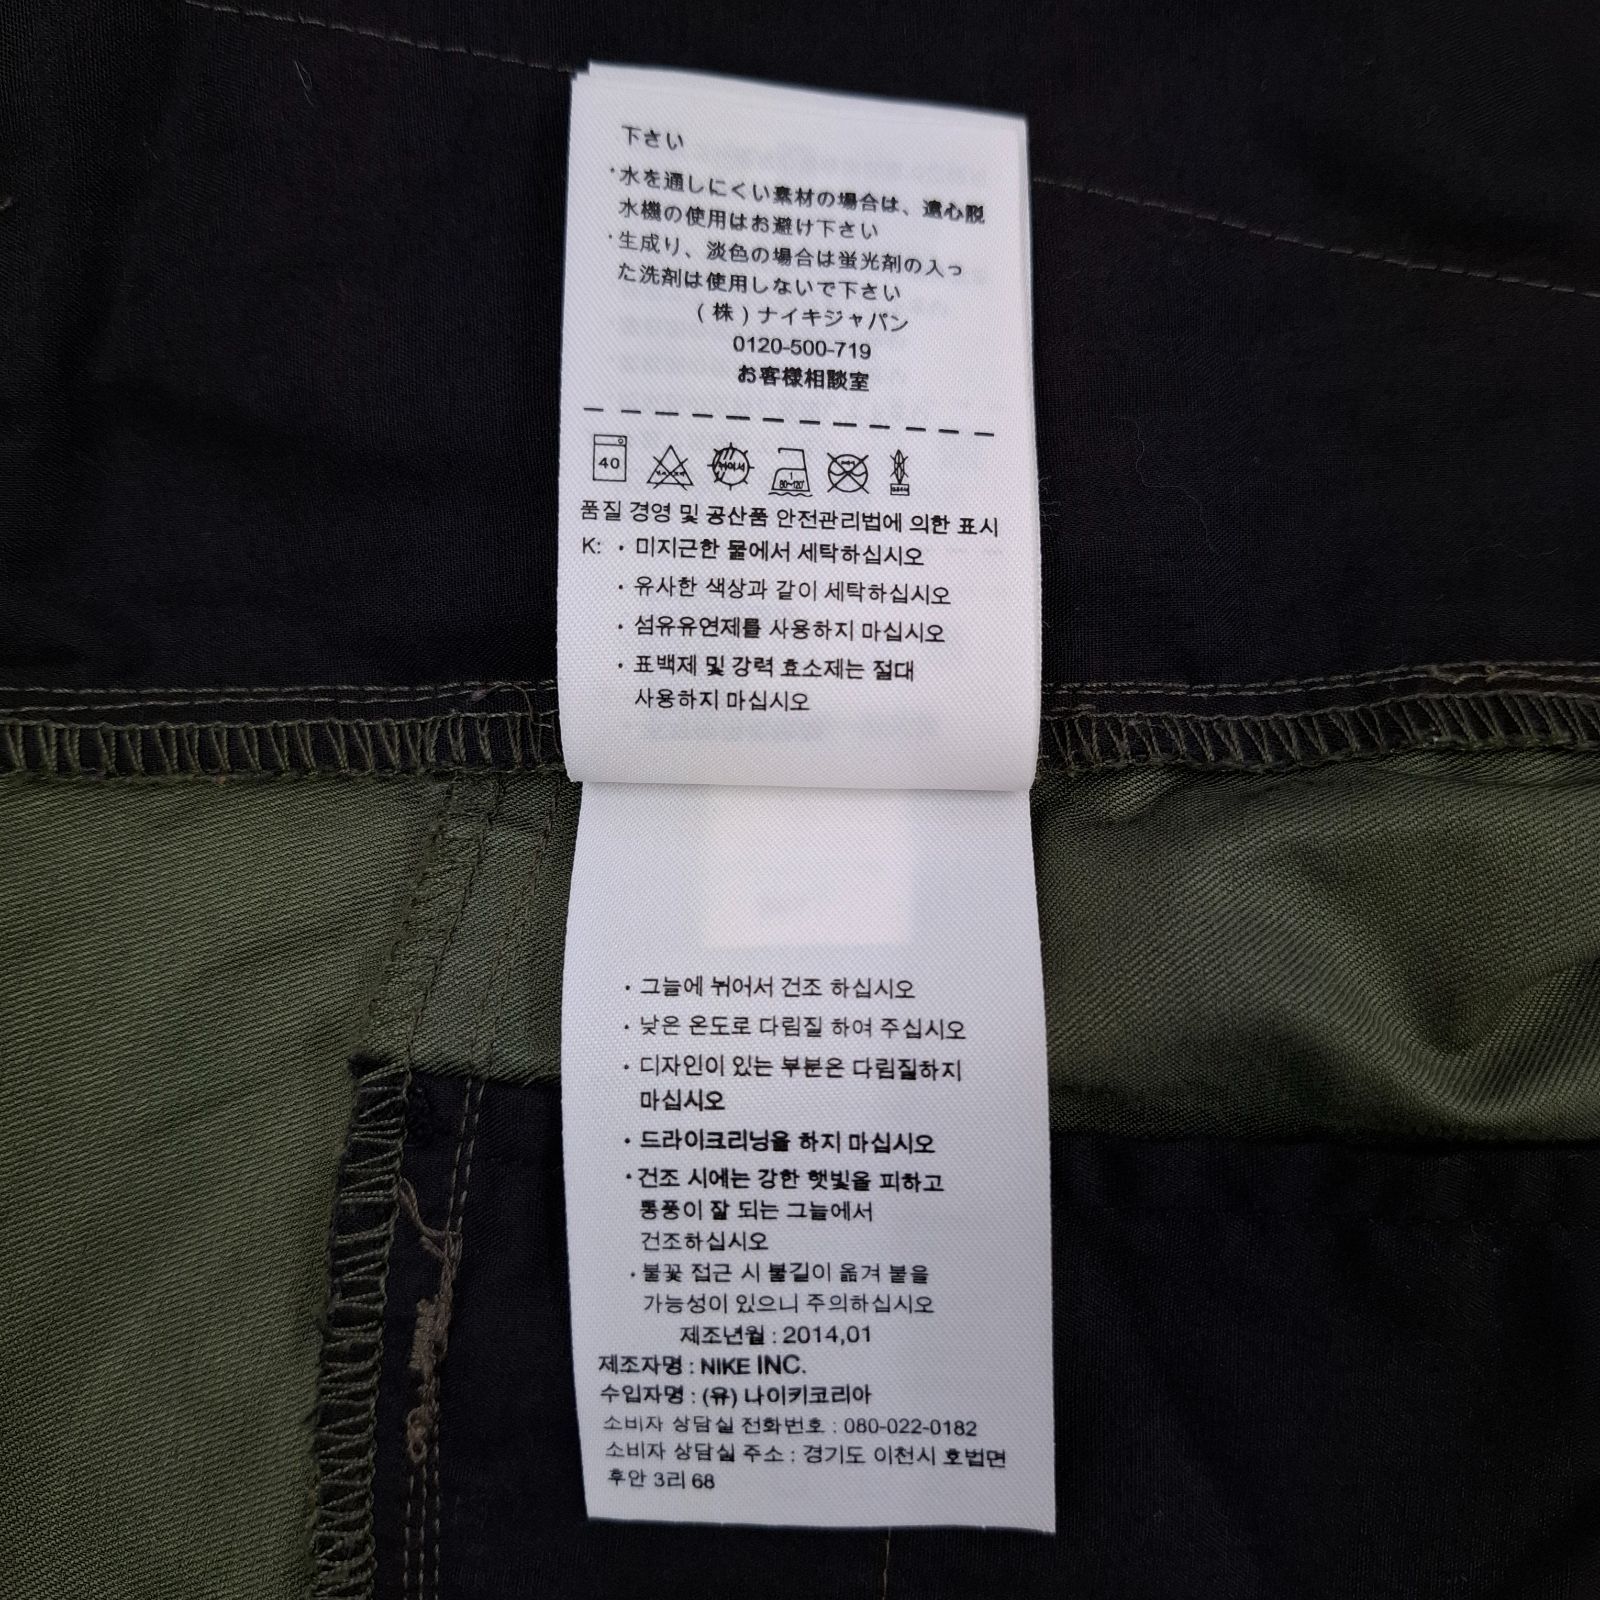 下さい
·水を通しにくい素材の場合は、遠心脱
水機の使用はお避け下さい
·生成り、淡色の場合は蛍光剤の入っ
た洗剤は使用しないで下さい
(株)ナイキジャパン
0120-500-719
お客様相談室
40
1
80~120°
품질 경영 및 공산품 안전관리법에 의한 표시
K: · 미지근한 물에서 세탁하십시오
· 유사한 색상과 같이 세탁하십시오
· 섬유유연제를 사용하지 마십시오
· 표백제 및 강력 효소제는 절대
사용하지 마십시오
· 그늘에 뉘어서 건조 하십시오
· 낮은 온도로 다림질 하여 주십시오
· 디자인이 있는 부분은 다림질하지
마십시오
· 드라이크리닝을 하지 마십시오
· 건조 시에는 강한 햇빛을 피하고
통풍이 잘 되는 그늘에서
건조하십시오
· 불꽃 접근 시 불길이 옮겨 붙을
가능성이 있으니 주의하십시오
제조년월 : 2014,01
제조자명 : NIKE INC.
수입자명 : (유) 나이키코리아
소비자 상담실 전화번호 : 080-022-0182
소비자 상담실 주소 : 경기도 이천시 호법면
후안 3리 68